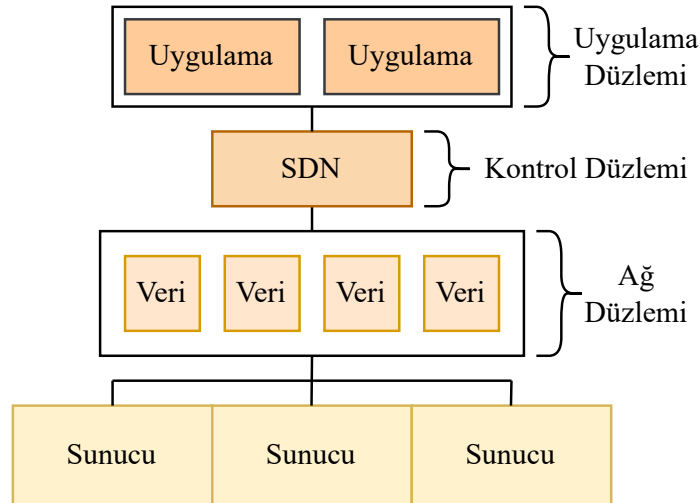 Uygulama
Uygulama
Uygulama
Düzlemi
SDN
Kontrol Düzlemi
Veri
Veri
Veri
Veri
Ağ
Düzlemi
Sunucu
Sunucu
Sunucu